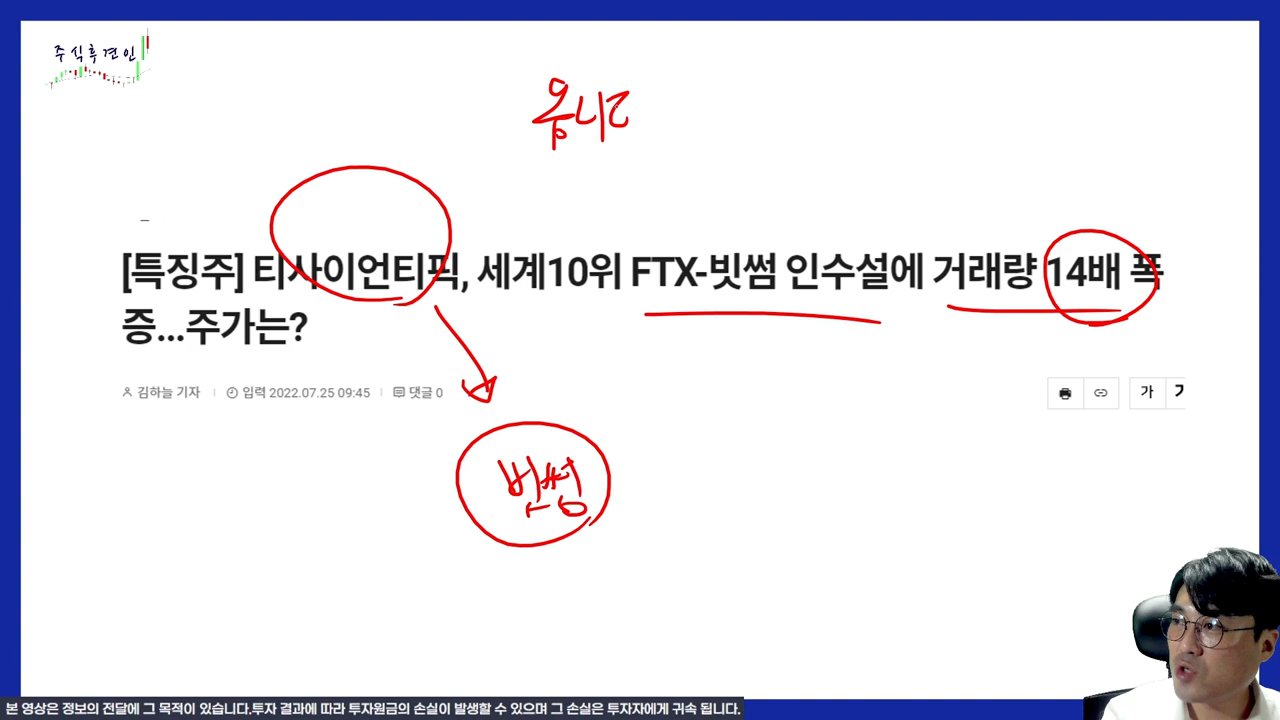 주식후견인
옴니ㄷ
[특징주] 티사이언티픽, 세계10위 FTX-빗썸 인수설에 거래량 14배 폭
증...주가는?
김하늘 기자 입력 2022.07.25 09:45 댓글 0
가 가
빗썸
본 영상은 정보의 전달에 그 목적이 있습니다.투자 결과에 따라 투자원금의 손실이 발생할 수 있으며 그 손실은 투자자에게 귀속 됩니다.